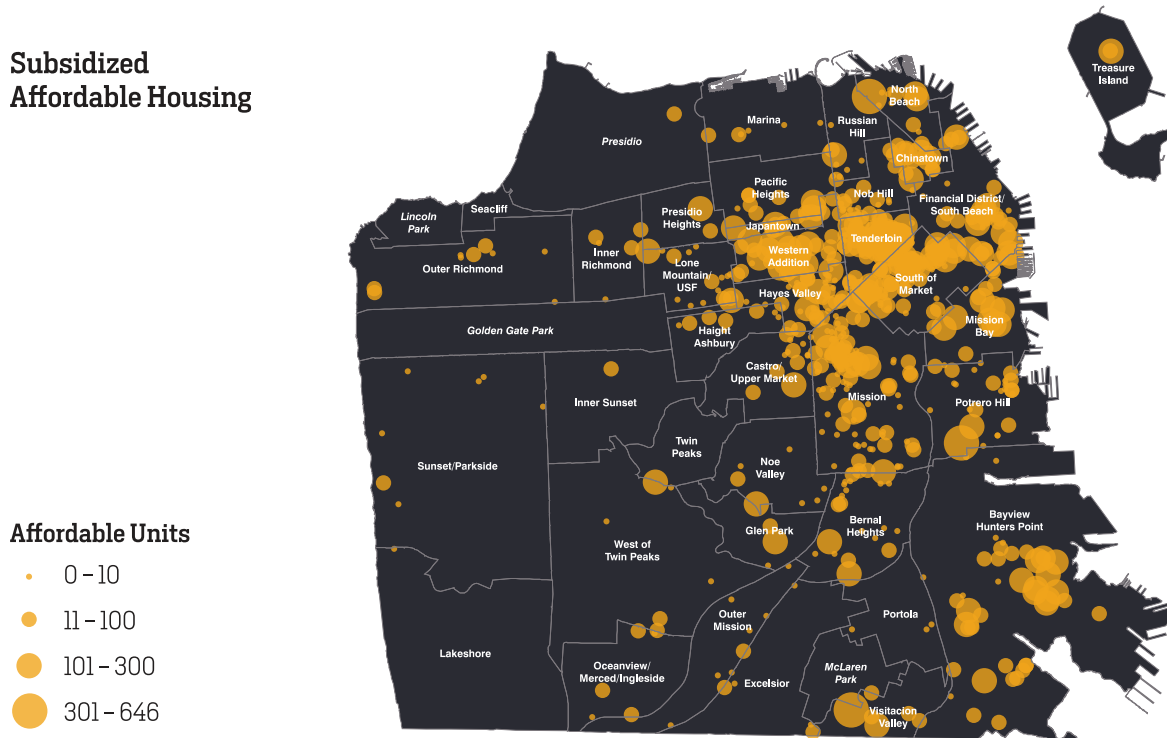 Subsidized
Affordable Housing
Treasure
Island
North
Beach
Marina
Russian
Hill
Presidio
Chinatown
Pacific
Heights
Nob Hill
Financial District/
South Beach
Seacliff
Lincoln
Park
Presidio
Heights
Japantown
Tenderloin
Outer Richmond
Inner
Richmond
Western
Addition
Lone
Mountain/
USF
South of
Market
Hayes Valley
Golden Gate Park
Haight
Ashbury
Mission
Bay
Castro/
Upper Market
Inner Sunset
Mission
Potrero Hill
Twin
Peaks
Sunset/Parkside
Noe
Valley
Glen Park
Bernal
Heights
Bayview
Hunters Point
West of
Twin Peaks
Outer
Mission
Portola
Lakeshore
Oceanview/
Merced/Ingleside
Excelsior
McLaren
Park
Visitacion
Valley
Affordable Units
0 – 10
11 – 100
101 – 300
301 – 646